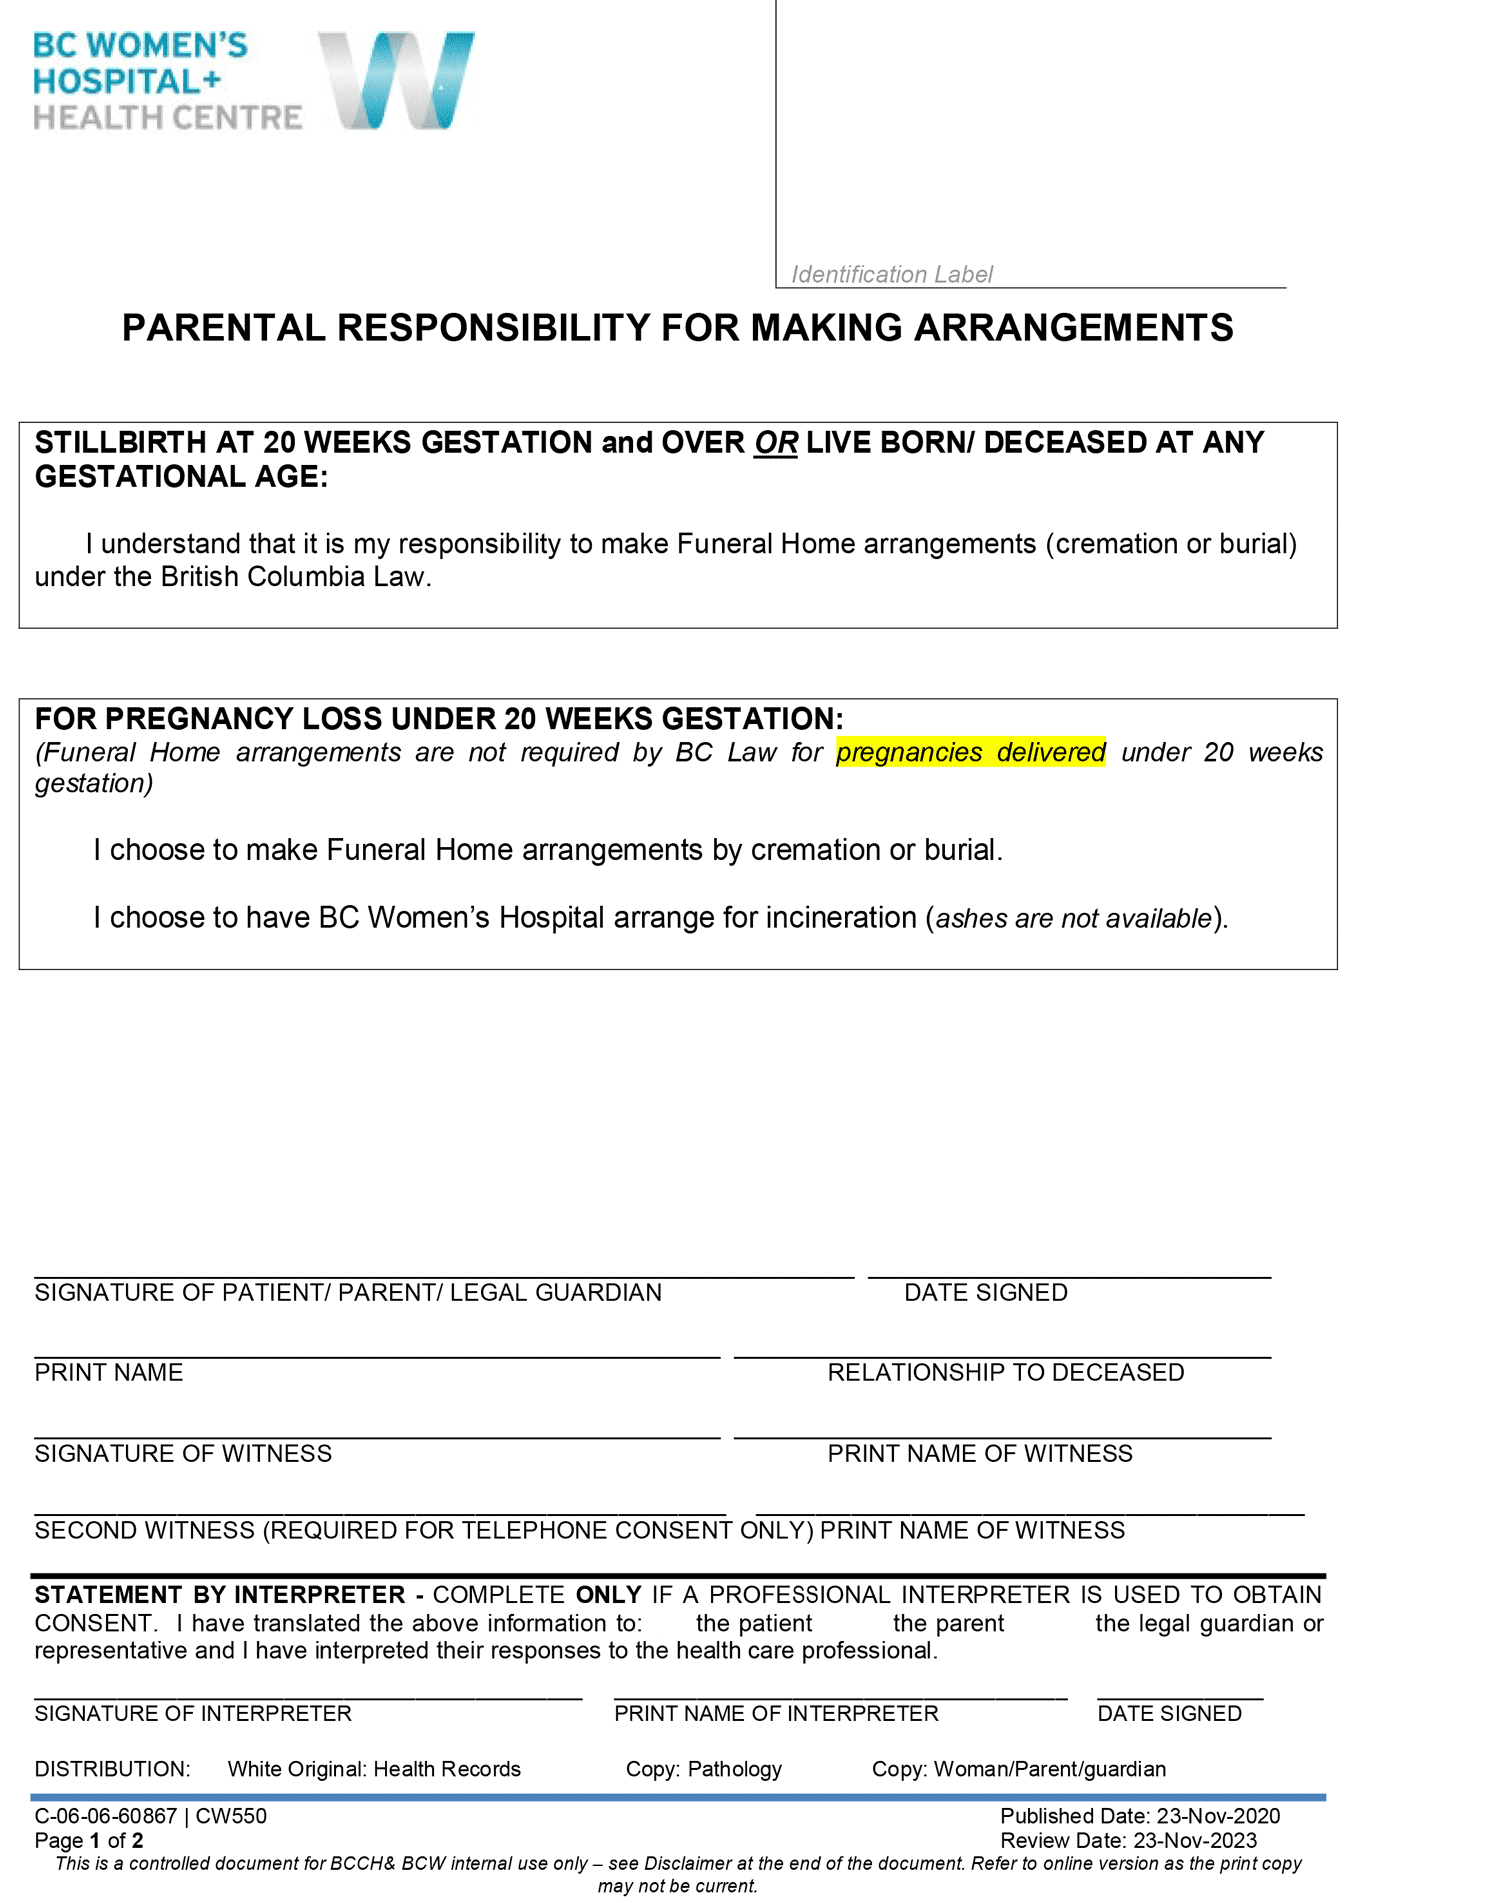 BC WOMEN'S
HOSPITAL+
HEALTH CENTRE
Identification Label
PARENTAL RESPONSIBILITY FOR MAKING ARRANGEMENTS
STILLBIRTH AT 20 WEEKS GESTATION and OVER OR LIVE BORN/ DECEASED AT ANY
GESTATIONAL AGE:
I understand that it is my responsibility to make Funeral Home arrangements (cremation or burial)
under the British Columbia Law.
FOR PREGNANCY LOSS UNDER 20 WEEKS GESTATION:
(Funeral Home arrangements are not required by BC Law for pregnancies delivered under 20 weeks
gestation)
I choose to make Funeral Home arrangements by cremation or burial.
I choose to have BC Women’s Hospital arrange for incineration (ashes are not available).
SIGNATURE OF PATIENT/ PARENT/ LEGAL GUARDIAN DATE SIGNED
PRINT NAME RELATIONSHIP TO DECEASED
SIGNATURE OF WITNESS PRINT NAME OF WITNESS
SECOND WITNESS (REQUIRED FOR TELEPHONE CONSENT ONLY) PRINT NAME OF WITNESS
STATEMENT BY INTERPRETER - COMPLETE ONLY IF A PROFESSIONAL INTERPRETER IS USED TO OBTAIN
CONSENT. I have translated the above information to: the patient the parent the legal guardian or
representative and I have interpreted their responses to the health care professional.
SIGNATURE OF INTERPRETER PRINT NAME OF INTERPRETER DATE SIGNED
DISTRIBUTION: White Original: Health Records Copy: Pathology Copy: Woman/Parent/guardian
C-06-06-60867 | CW550 Published Date: 23-Nov-2020
Page 1 of 2 Review Date: 23-Nov-2023
This is a controlled document for BCCH& BCW internal use only – see Disclaimer at the end of the document. Refer to online version as the print copy
may not be current.